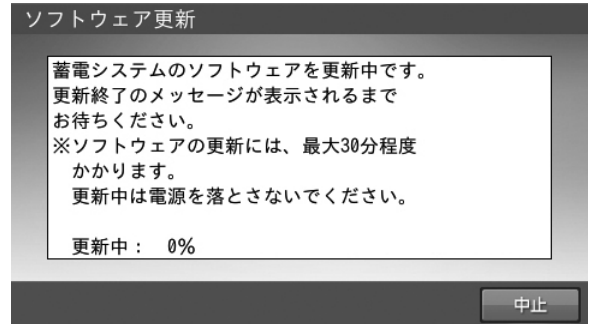 ソフトウェア更新
蓄電システムのソフトウェアを更新中です。
更新終了のメッセージが表示されるまで
お待ちください。
※ソフトウェアの更新には、最大30分程度
かかります。
更新中は電源を落とさないでください。
更新中： 0%
中止